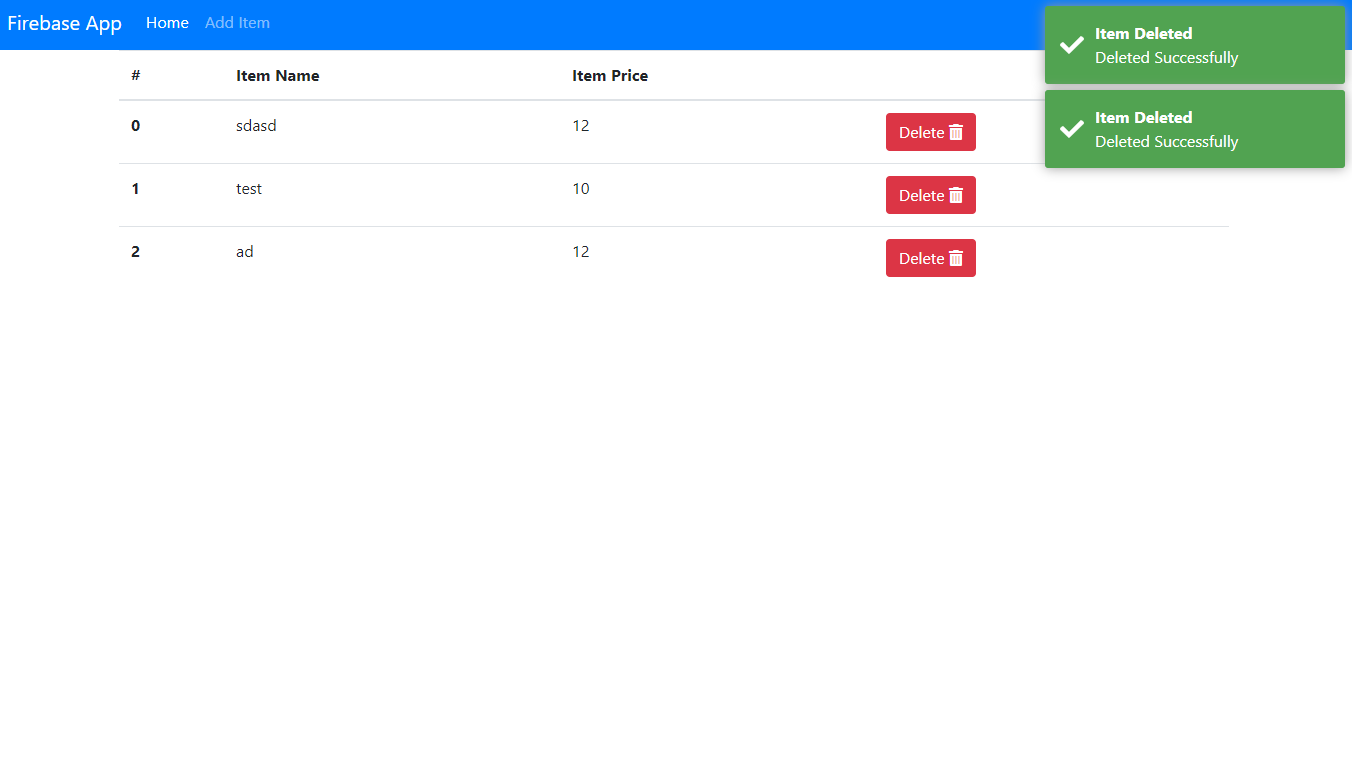 Firebase App Home Add Item
Item Deleted
Deleted Successfully
# Item Name Item Price
Item Deleted
Deleted Successfully
0 sdasd 12 Delete
1 test 10 Delete
2 ad 12 Delete